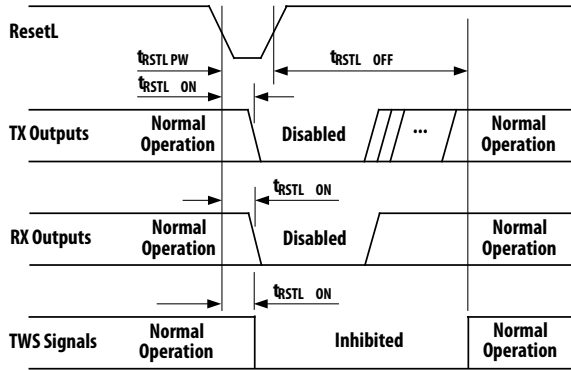 ResetL
tRSTL PW
tRSTL OFF
tRSTL ON
TX Outputs
Normal
Operation
Disabled
...
Normal
Operation
tRSTL ON
RX Outputs
Normal
Operation
Disabled
Normal
Operation
tRSTL ON
TWS Signals
Normal
Operation
Inhibited
Normal
Operation